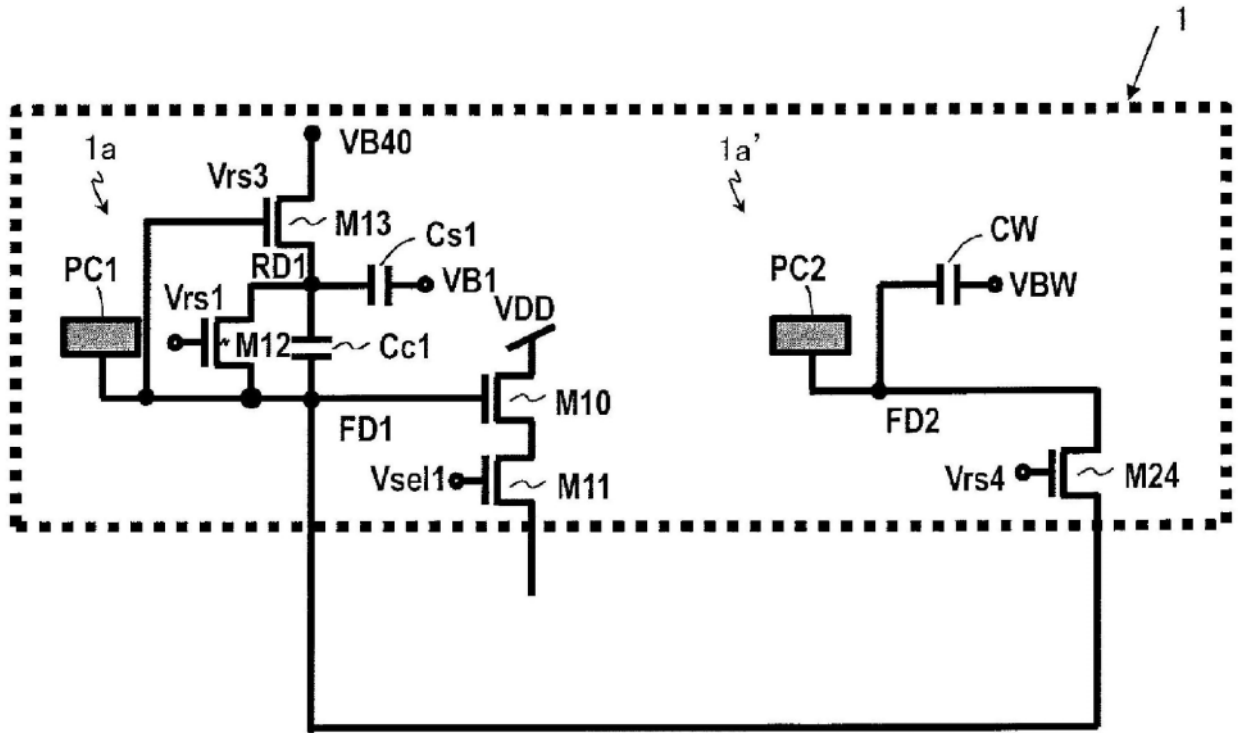 1
1a
VB40
1a'
Vrs3
M13
Cs1
CW
PC1
RD1
VB1
PC2
VBW
Vrs1
VDD
M12
Cc1
M10
FD1
FD2
Vsel1
M11
Vrs4
M24